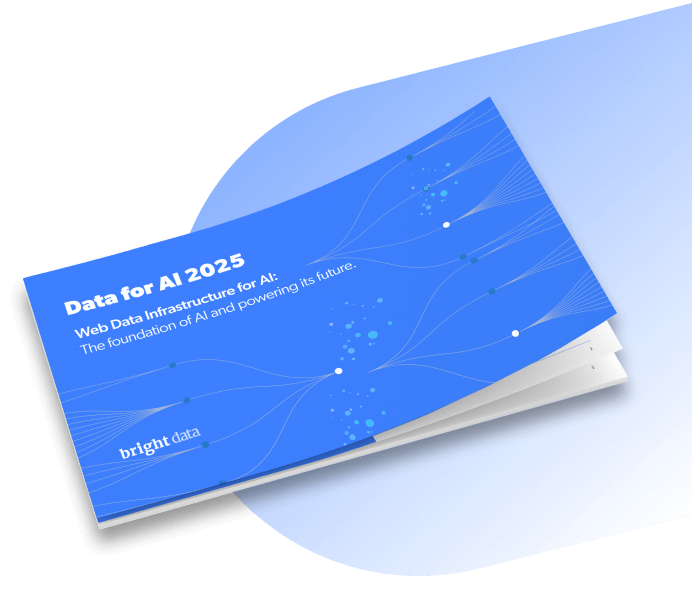 Data for AI 2025
Web Data Infrastructure for AI:
The foundation of AI and powering its future.
bright data